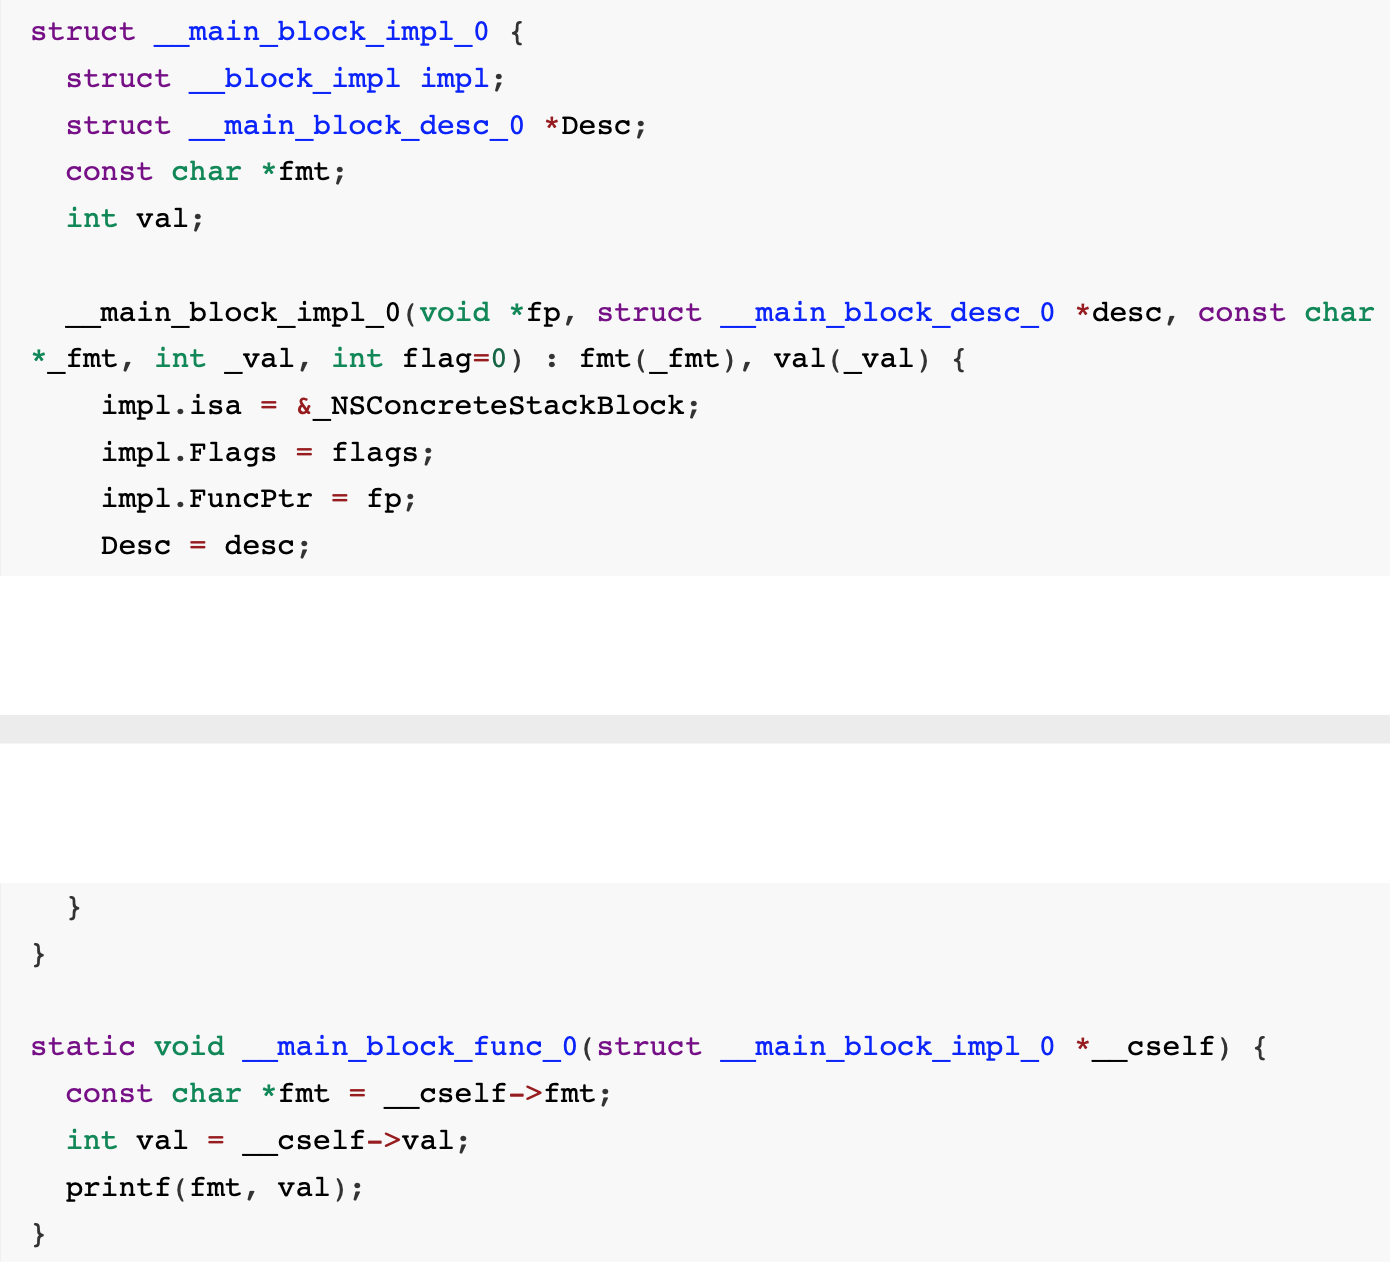 struct __main_block_impl_0 {
  struct __block_impl impl;
  struct __main_block_desc_0 *Desc;
  const char *fmt;
  int val;

  __main_block_impl_0(void *fp, struct __main_block_desc_0 *desc, const char
*_fmt, int _val, int flag=0) : fmt(_fmt), val(_val) {
    impl.isa = &_NSConcreteStackBlock;
    impl.Flags = flags;
    impl.FuncPtr = fp;
    Desc = desc;
  }
}

static void __main_block_func_0(struct __main_block_impl_0 *__cself) {
  const char *fmt = __cself->fmt;
  int val = __cself->val;
  printf(fmt, val);
}